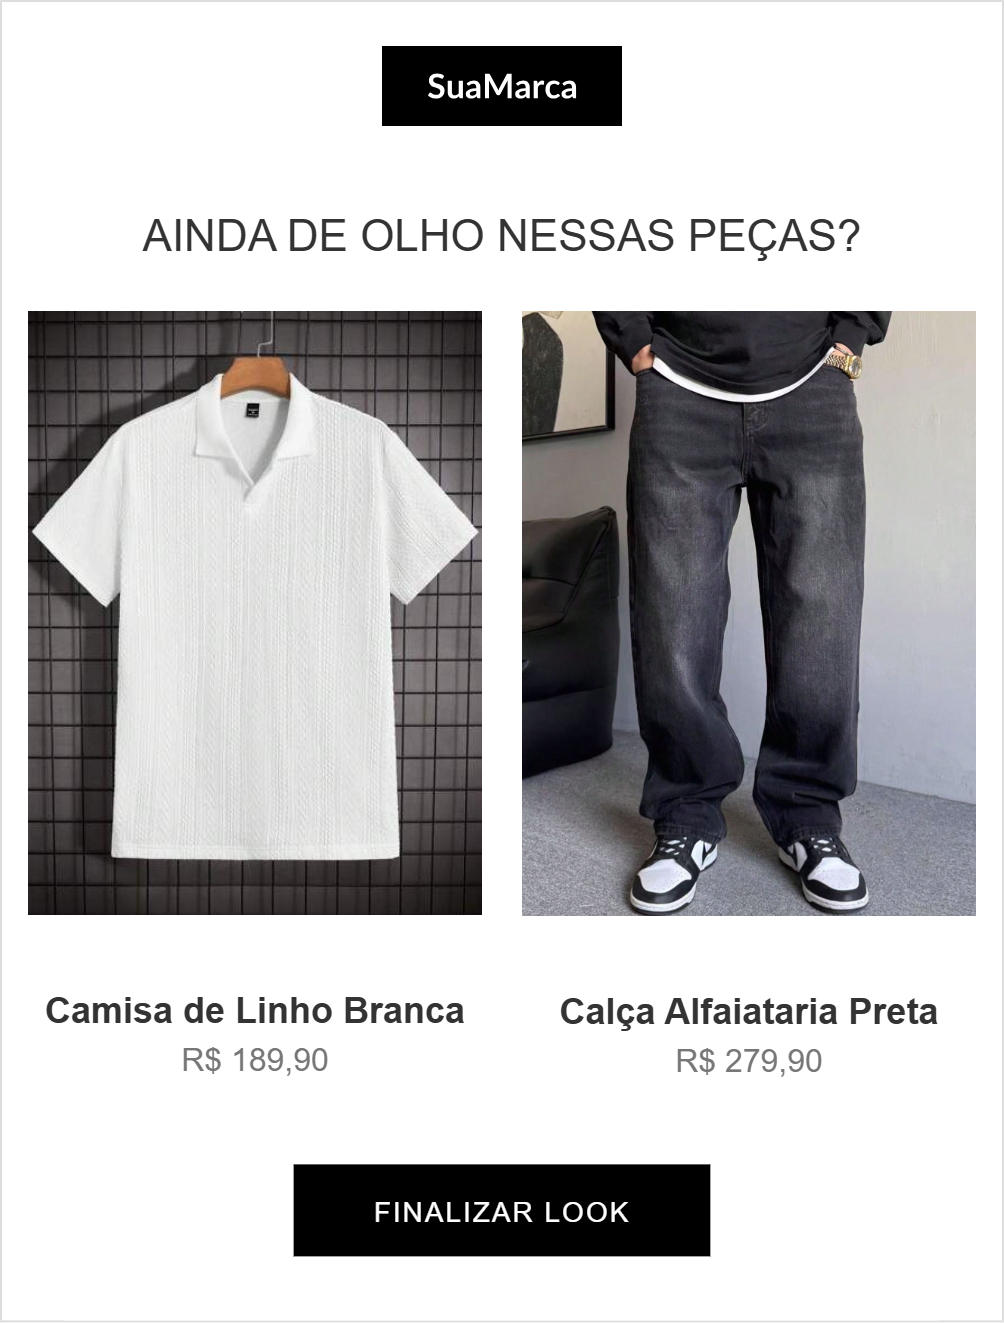 SuaMarca
AINDA DE OLHO NESSAS PEÇAS?
Camisa de Linho Branca
R$ 189,90
Calça Alfaiataria Preta
R$ 279,90
FINALIZAR LOOK